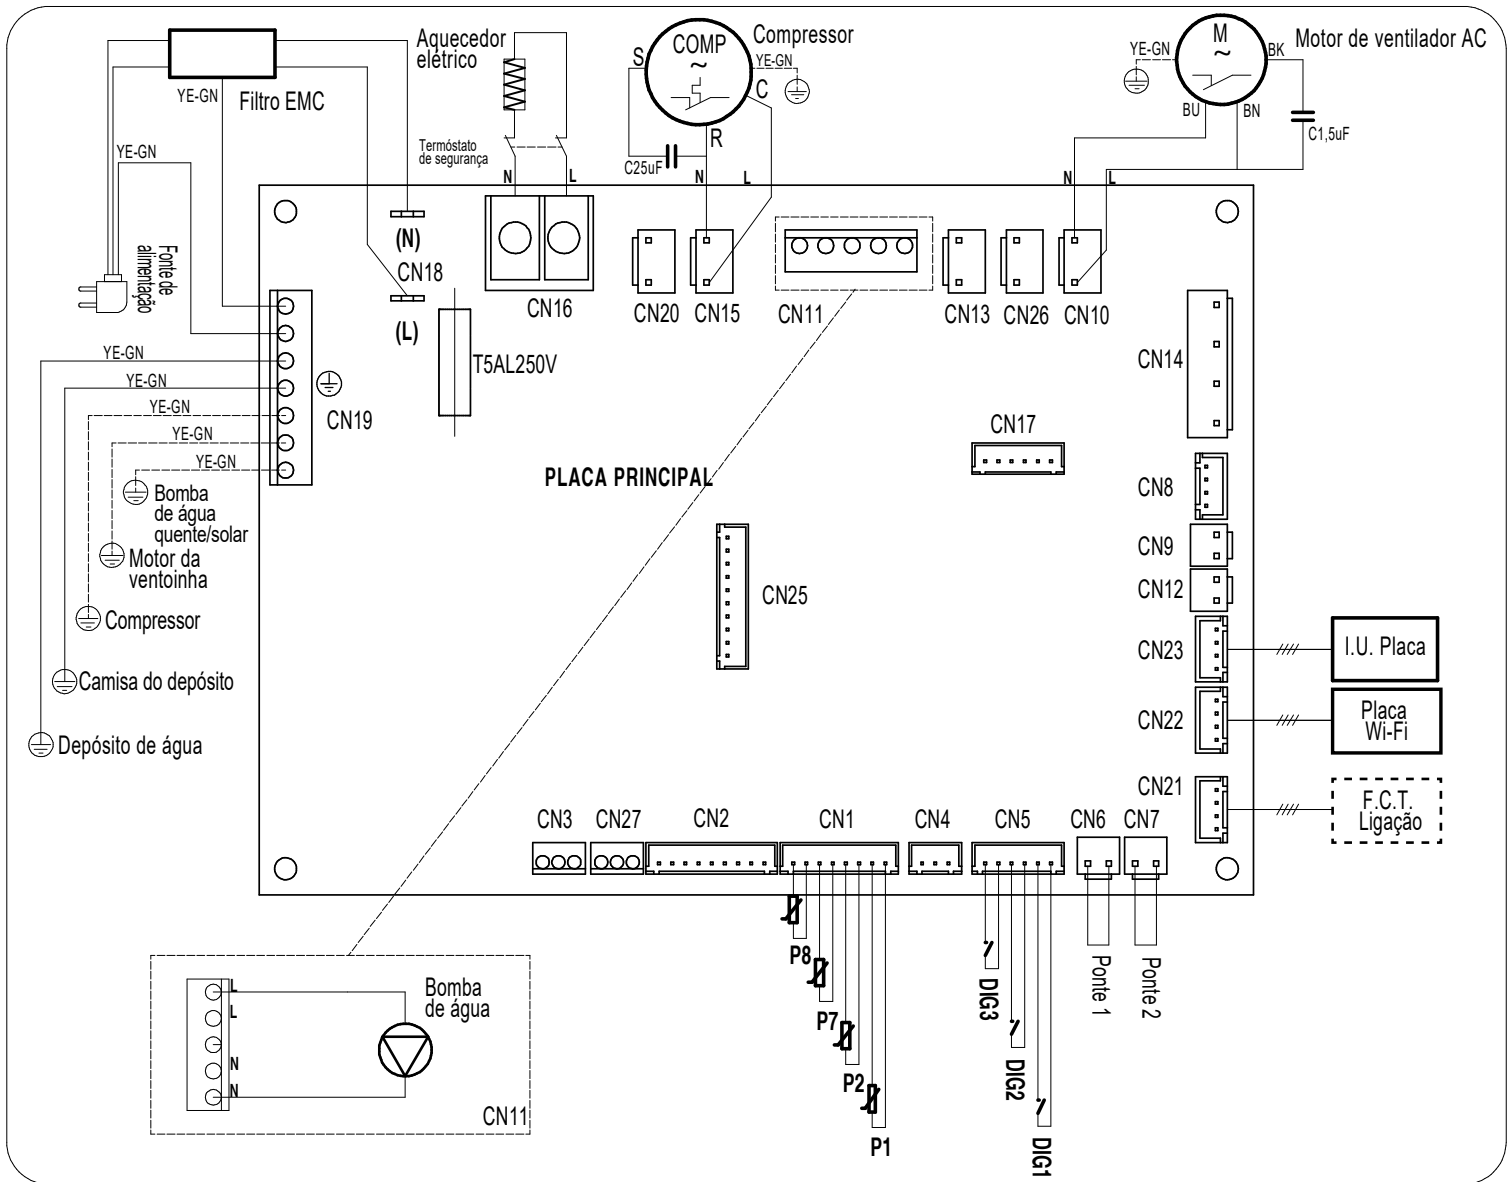 Aquecedor
elétrico
S
COMP
~
Compressor
YE-GN
C
R
M
~
YE-GN
BK
Motor de ventilador AC
BU
BN
YE-GN
Filtro EMC
Termóstato
de segurança
C25uF
C1,5uF
YE-GN
N
L
N
L
N
L
Fonte de
alimentação
(N)
CN18
(L)
CN16
CN20
CN15
CN11
CN13
CN26
CN10
T5AL250V
CN14
YE-GN
YE-GN
YE-GN
YE-GN
YE-GN
CN19
CN17
PLACA PRINCIPAL
CN8
Bomba
de água
quente/solar
CN9
Motor da
ventoinha
CN12
CN25
Compressor
CN23
I.U. Placa
Camisa do depósito
CN22
Placa
Wi-Fi
Depósito de água
CN21
F.C.T.
Ligação
CN3
CN27
CN2
CN1
CN4
CN5
CN6
CN7
P8
P7
P2
P1
DIG3
DIG2
DIG1
Ponte 1
Ponte 2
L
L
N
N
Bomba
de água
CN11